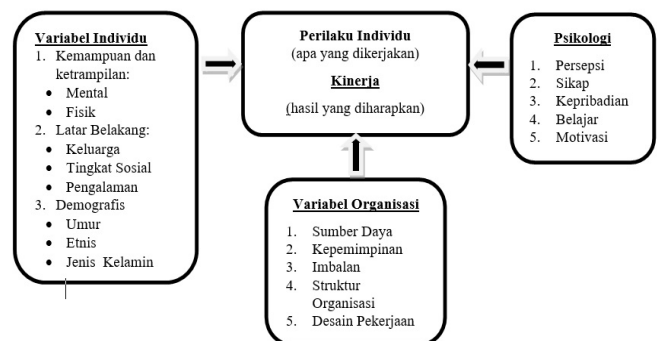 Variabel Individu
1. Kemampuan dan
ketrampilan:
• Mental
• Fisik
2. Latar Belakang:
• Keluarga
• Tingkat Sosial
• Pengalaman
3. Demografis
• Umur
• Etnis
• Jenis Kelamin
Perilaku Individu
(apa yang dikerjakan)
Kinerja
(hasil yang diharapkan)
Psikologi
1. Persepsi
2. Sikap
3. Kepribadian
4. Belajar
5. Motivasi
Variabel Organisasi
1. Sumber Daya
2. Kepemimpinan
3. Imbalan
4. Struktur
Organisasi
5. Desain Pekerjaan